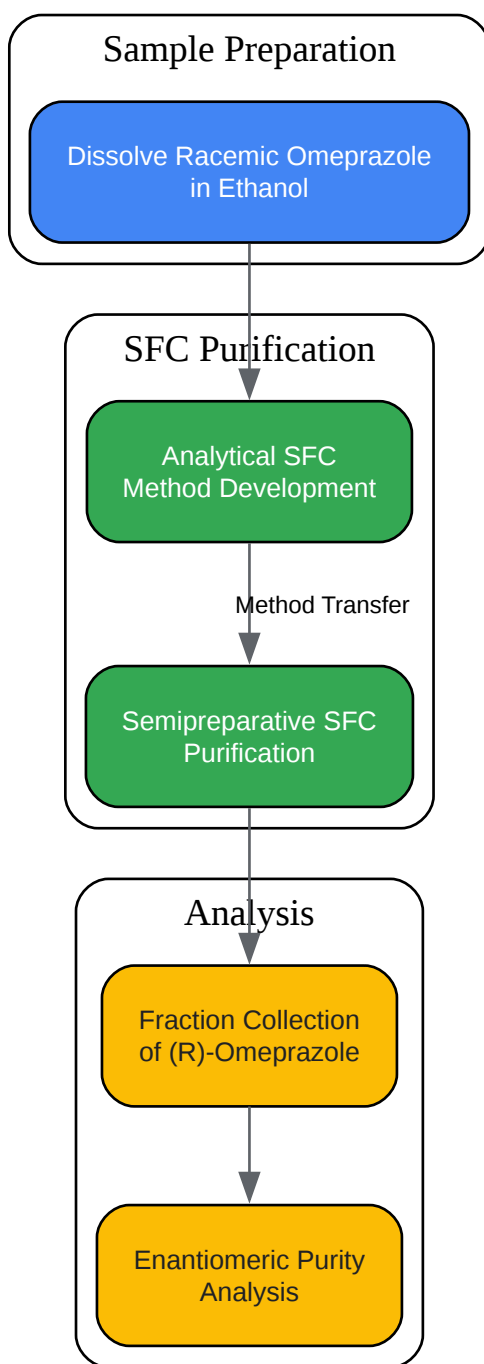 Sample Preparation
Dissolve Racemic Omeprazole
in Ethanol
SFC Purification
Analytical SFC
Method Development
Method Transfer
Semipreparative SFC
Purification
Analysis
Fraction Collection
of (R)-Omeprazole
Enantiomeric Purity
Analysis